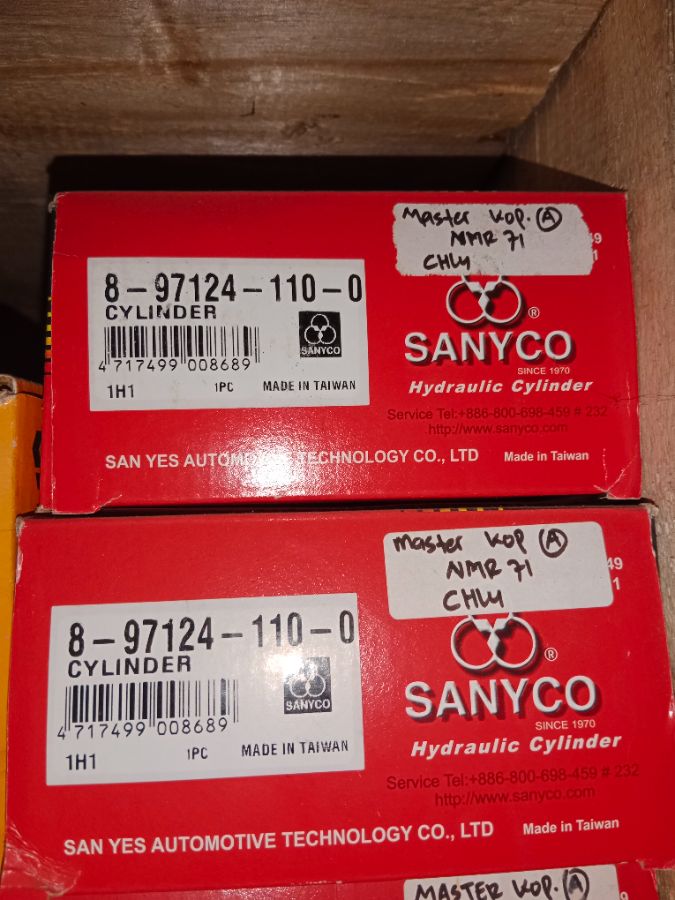 Master Kop. (A)
NMR 71
CHLY
8-97124-110-0
CYLINDER
4 717499 008689
SANYCO
1H1 1PC MADE IN TAIWAN
®
SANYCO
SINCE 1970
Hydraulic Cylinder
Service Tel:+886-800-698-459 # 232
http://www.sanyco.com
SAN YES AUTOMOTIVE TECHNOLOGY CO., LTD Made in Taiwan
Master Kop (A)
NMR 71
CHLY
49
1
8-97124-110-0
CYLINDER
4 717499 008689
SANYCO
1H1 1PC MADE IN TAIWAN
®
SANYCO
SINCE 1970
Hydraulic Cylinder
Service Tel:+886-800-698-459 # 232
http://www.sanyco.com
SAN YES AUTOMOTIVE TECHNOLOGY CO., LTD Made in Taiwan
MASTER KOP. (A)